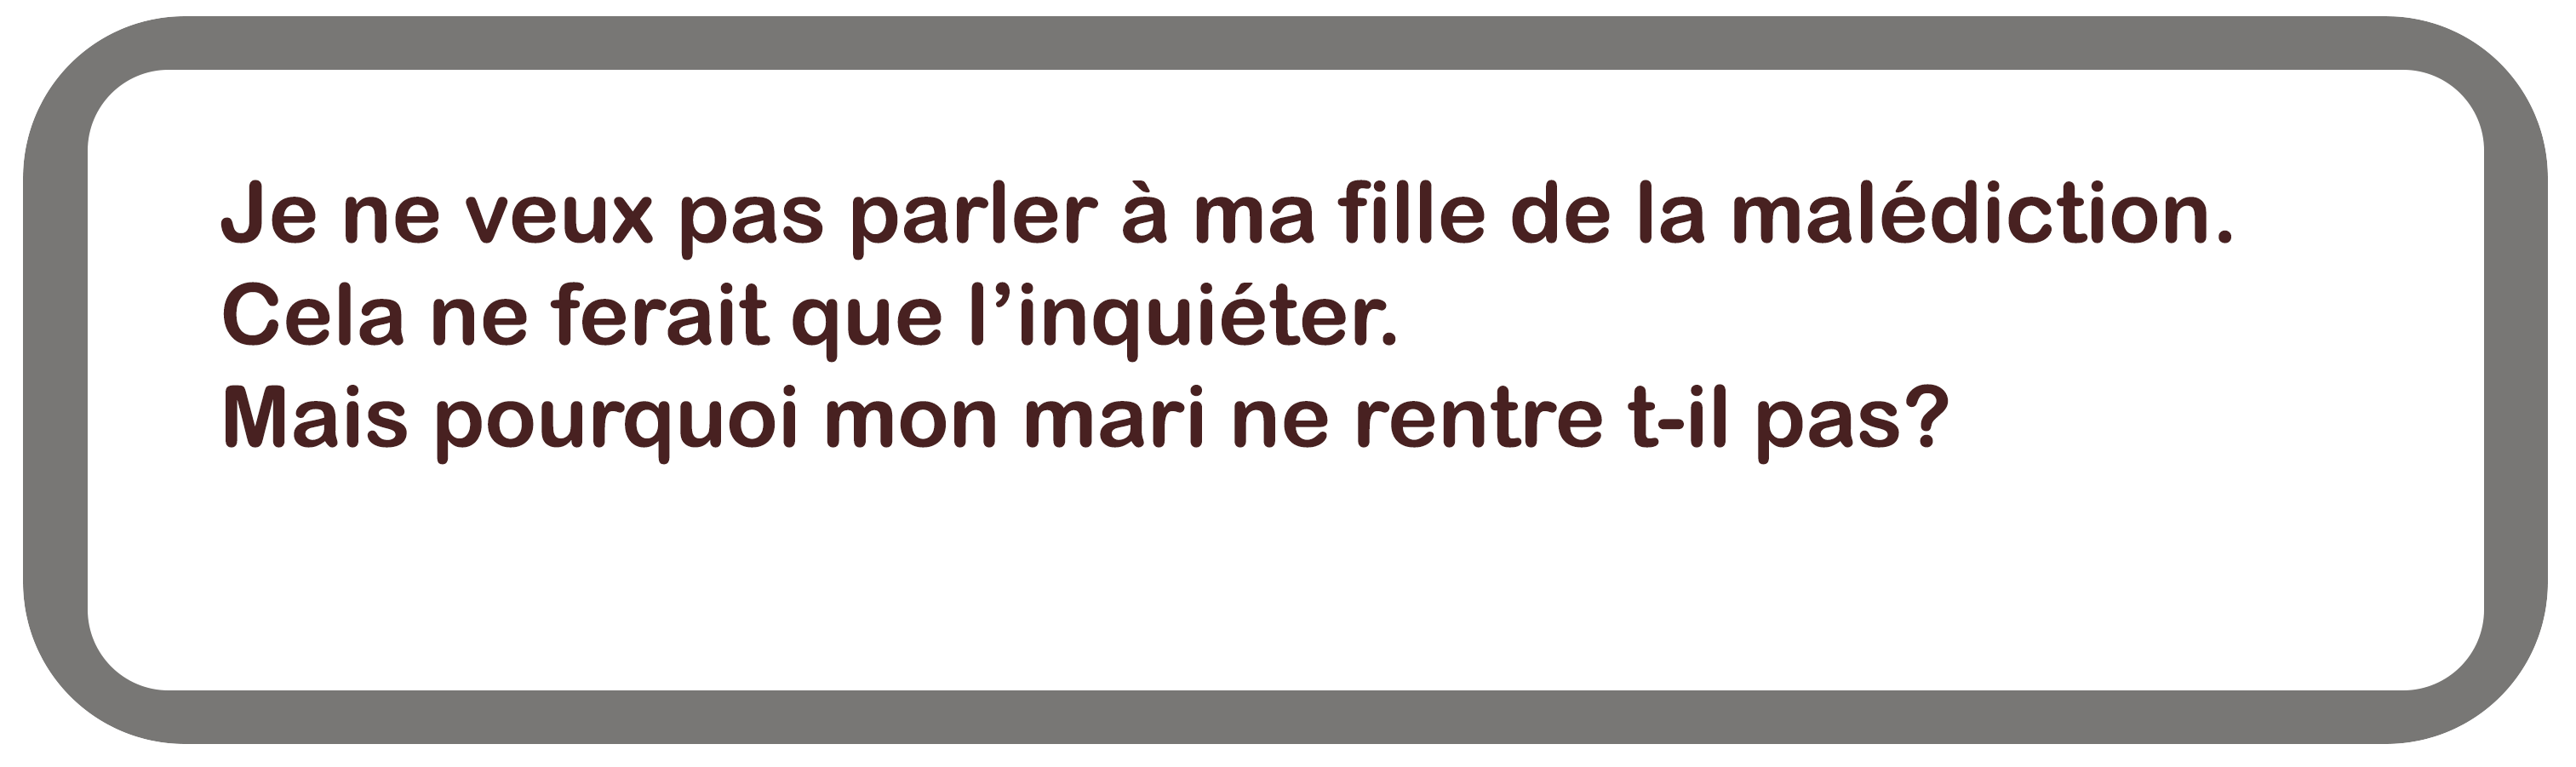 Je ne veux pas parler à ma fille de la malédiction.
Cela ne ferait que l’inquiéter.
Mais pourquoi mon mari ne rentre t-il pas?